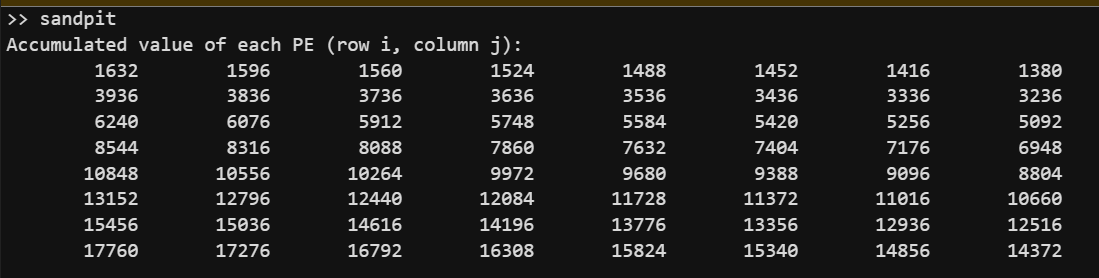 >> sandpit
Accumulated value of each PE (row i, column j):
1632 1596 1560 1524 1488 1452 1416 1380
3936 3836 3736 3636 3536 3436 3336 3236
6240 6076 5912 5748 5584 5420 5256 5092
8544 8316 8088 7860 7632 7404 7176 6948
10848 10556 10264 9972 9680 9388 9096 8804
13152 12796 12440 12084 11728 11372 11016 10660
15456 15036 14616 14196 13776 13356 12936 12516
17760 17276 16792 16308 15824 15340 14856 14372